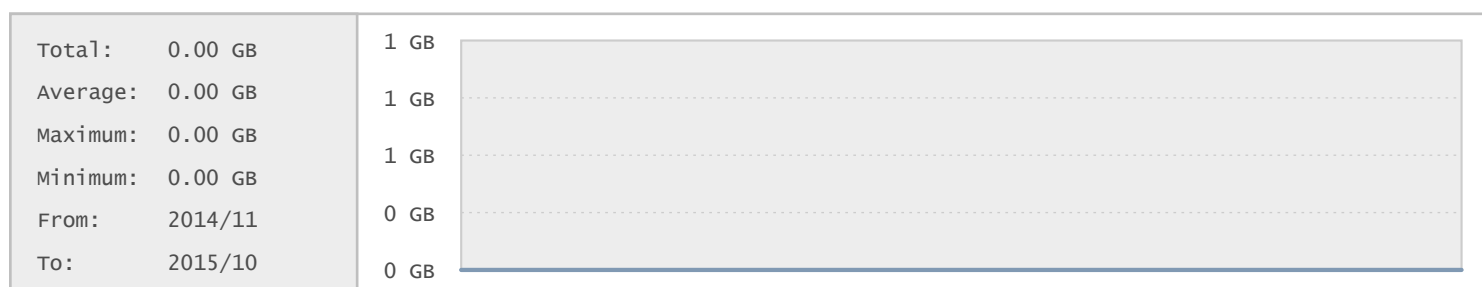 Total: 0.00 GB
Average: 0.00 GB
Maximum: 0.00 GB
Minimum: 0.00 GB
From: 2014/11
To: 2015/10
1 GB
1 GB
1 GB
0 GB
0 GB